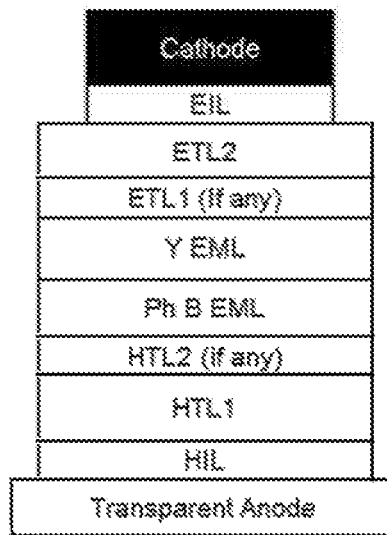 Cathode
EIL
ETL2
ETL1 (if any)
Y EML
Ph B EML
HTL2 (if any)
HTL1
HIL
Transparent Anode